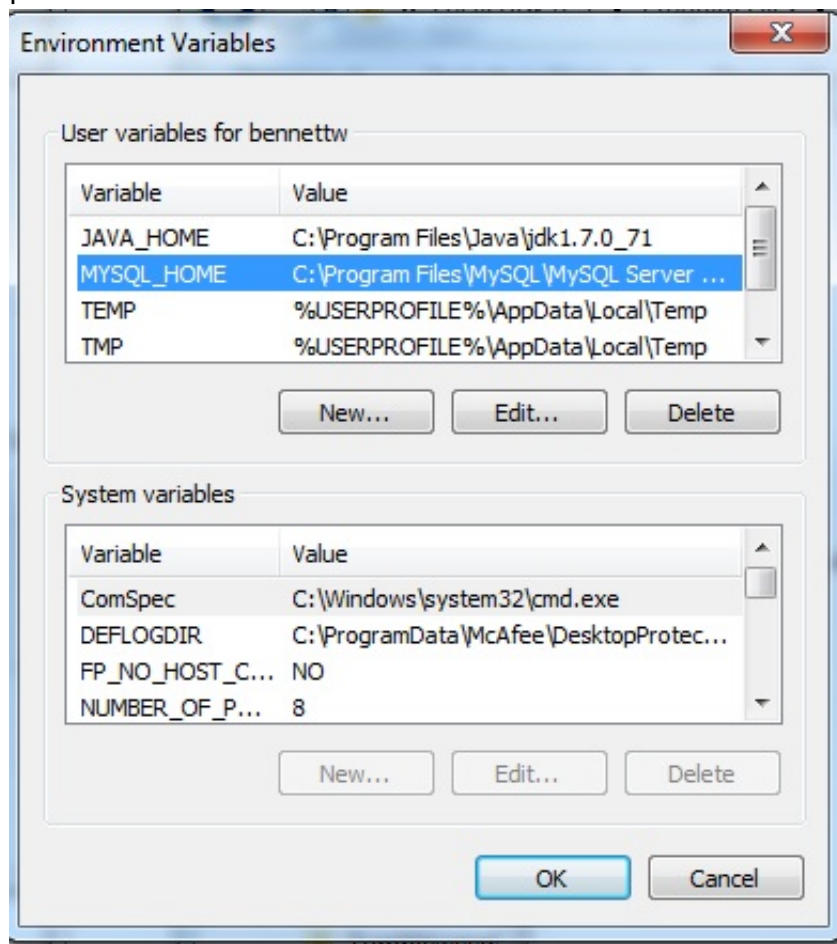 Environment Variables
User variables for bennettw
Variable Value
JAVA_HOME C:\Program Files\Java\jdk1.7.0_71
MYSQL_HOME C:\Program Files\MySQL\MySQL Server ...
TEMP %USERPROFILE%\AppData\Local\Temp
TMP %USERPROFILE%\AppData\Local\Temp
New... Edit... Delete
System variables
Variable Value
ComSpec C:\Windows\system32\cmd.exe
DEFLOGDIR C:\ProgramData\McAfee\DesktopProtec...
FP_NO_HOST_C... NO
NUMBER_OF_P... 8
New... Edit... Delete
OK Cancel